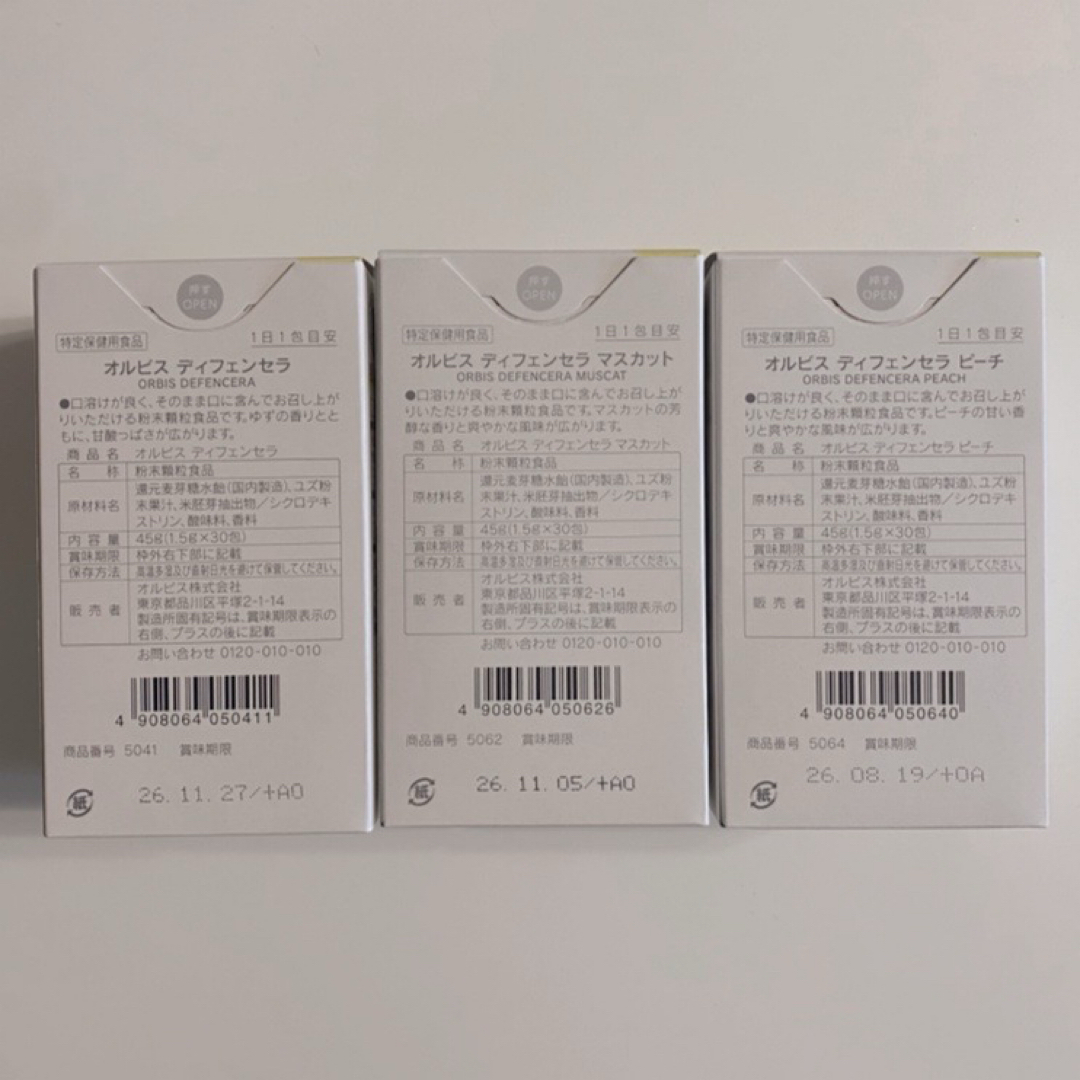 押す
OPEN
特定保健用食品
1日1包目安
オルビス ディフェンセラ
ORBIS DEFENCERA
●口溶けが良く、そのまま口に含んでお召し上が
りいただける粉末顆粒食品です。ゆずの香りとと
もに、甘酸っぱさが広がります。
商品名 オルビス ディフェンセラ
名称 粉末顆粒食品
原材料名 還元麦芽糖水飴(国内製造)、ユズ粉
末果汁、米胚芽抽出物/シクロデキ
ストリン、酸味料、香料
内容量 45g(1.5g×30包)
賞味期限 枠外右下部に記載
保存方法 高温多湿及び直射日光を避けて保管してください。
販売者 オルビス株式会社
東京都品川区平塚2-1-14
製造所固有記号は、賞味期限表示の
右側、プラスの後に記載
お問い合わせ 0120-010-010
4 908064 050411
商品番号 5041 賞味期限
紙
26. 11. 27/+A0
押す
OPEN
特定保健用食品
1日1包目安
オルビス ディフェンセラ マスカット
ORBIS DEFENCERA MUSCAT
●口溶けが良く、そのまま口に含んでお召し上が
りいただける粉末顆粒食品です。マスカットの芳
醇な香りと爽やかな風味が広がります。
商品名 オルビス ディフェンセラ マスカット
名称 粉末顆粒食品
原材料名 還元麦芽糖水飴(国内製造)、ユズ粉
末果汁、米胚芽抽出物/シクロデキ
ストリン、酸味料、香料
内容量 45g(1.5g×30包)
賞味期限 枠外右下部に記載
保存方法 高温多湿及び直射日光を避けて保管してください。
販売者 オルビス株式会社
東京都品川区平塚2-1-14
製造所固有記号は、賞味期限表示の
右側、プラスの後に記載
お問い合わせ 0120-010-010
4 908064 050626
商品番号 5062 賞味期限
紙
26. 11. 05/+A0
押す
OPEN
特定保健用食品
1日1包目安
オルビス ディフェンセラ ピーチ
ORBIS DEFENCERA PEACH
●口溶けが良く、そのまま口に含んでお召し上が
りいただける粉末顆粒食品です。ピーチの甘い香
りと爽やかな風味が広がります。
商品名 オルビス ディフェンセラ ピーチ
名称 粉末顆粒食品
原材料名 還元麦芽糖水飴(国内製造)、ユズ粉
末果汁、米胚芽抽出物/シクロデキ
ストリン、酸味料、香料
内容量 45g(1.5g×30包)
賞味期限 枠外右下部に記載
保存方法 高温多湿及び直射日光を避けて保管してください。
販売者 オルビス株式会社
東京都品川区平塚2-1-14
製造所固有記号は、賞味期限表示の
右側、プラスの後に記載
お問い合わせ 0120-010-010
4 908064 050640
商品番号 5064 賞味期限
紙
26. 08. 19/+0A